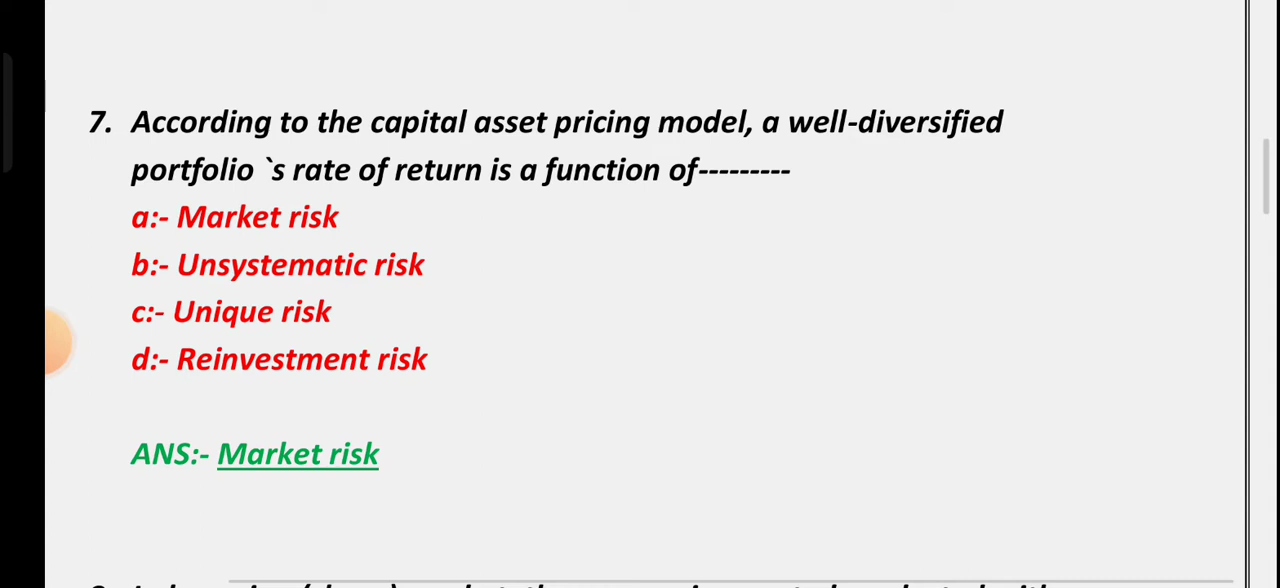 7. According to the capital asset pricing model, a well-diversified
portfolio `s rate of return is a function of---------
a:- Market risk
b:- Unsystematic risk
c:- Unique risk
d:- Reinvestment risk
ANS:- Market risk